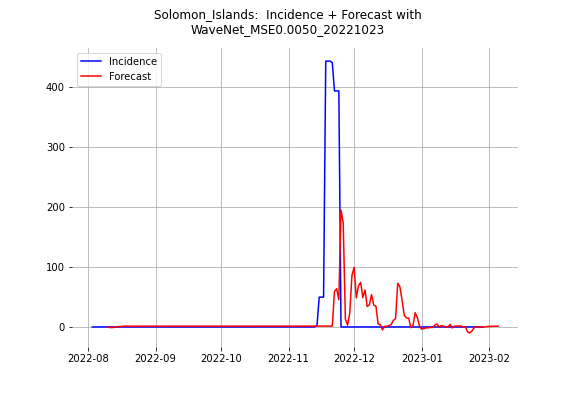 Solomon_Islands:  Incidence + Forecast with
WaveNet_MSE0.0050_20221023
Incidence
Forecast
400
300
200
100
0
2022-08 2022-09 2022-10 2022-11 2022-12 2023-01 2023-02